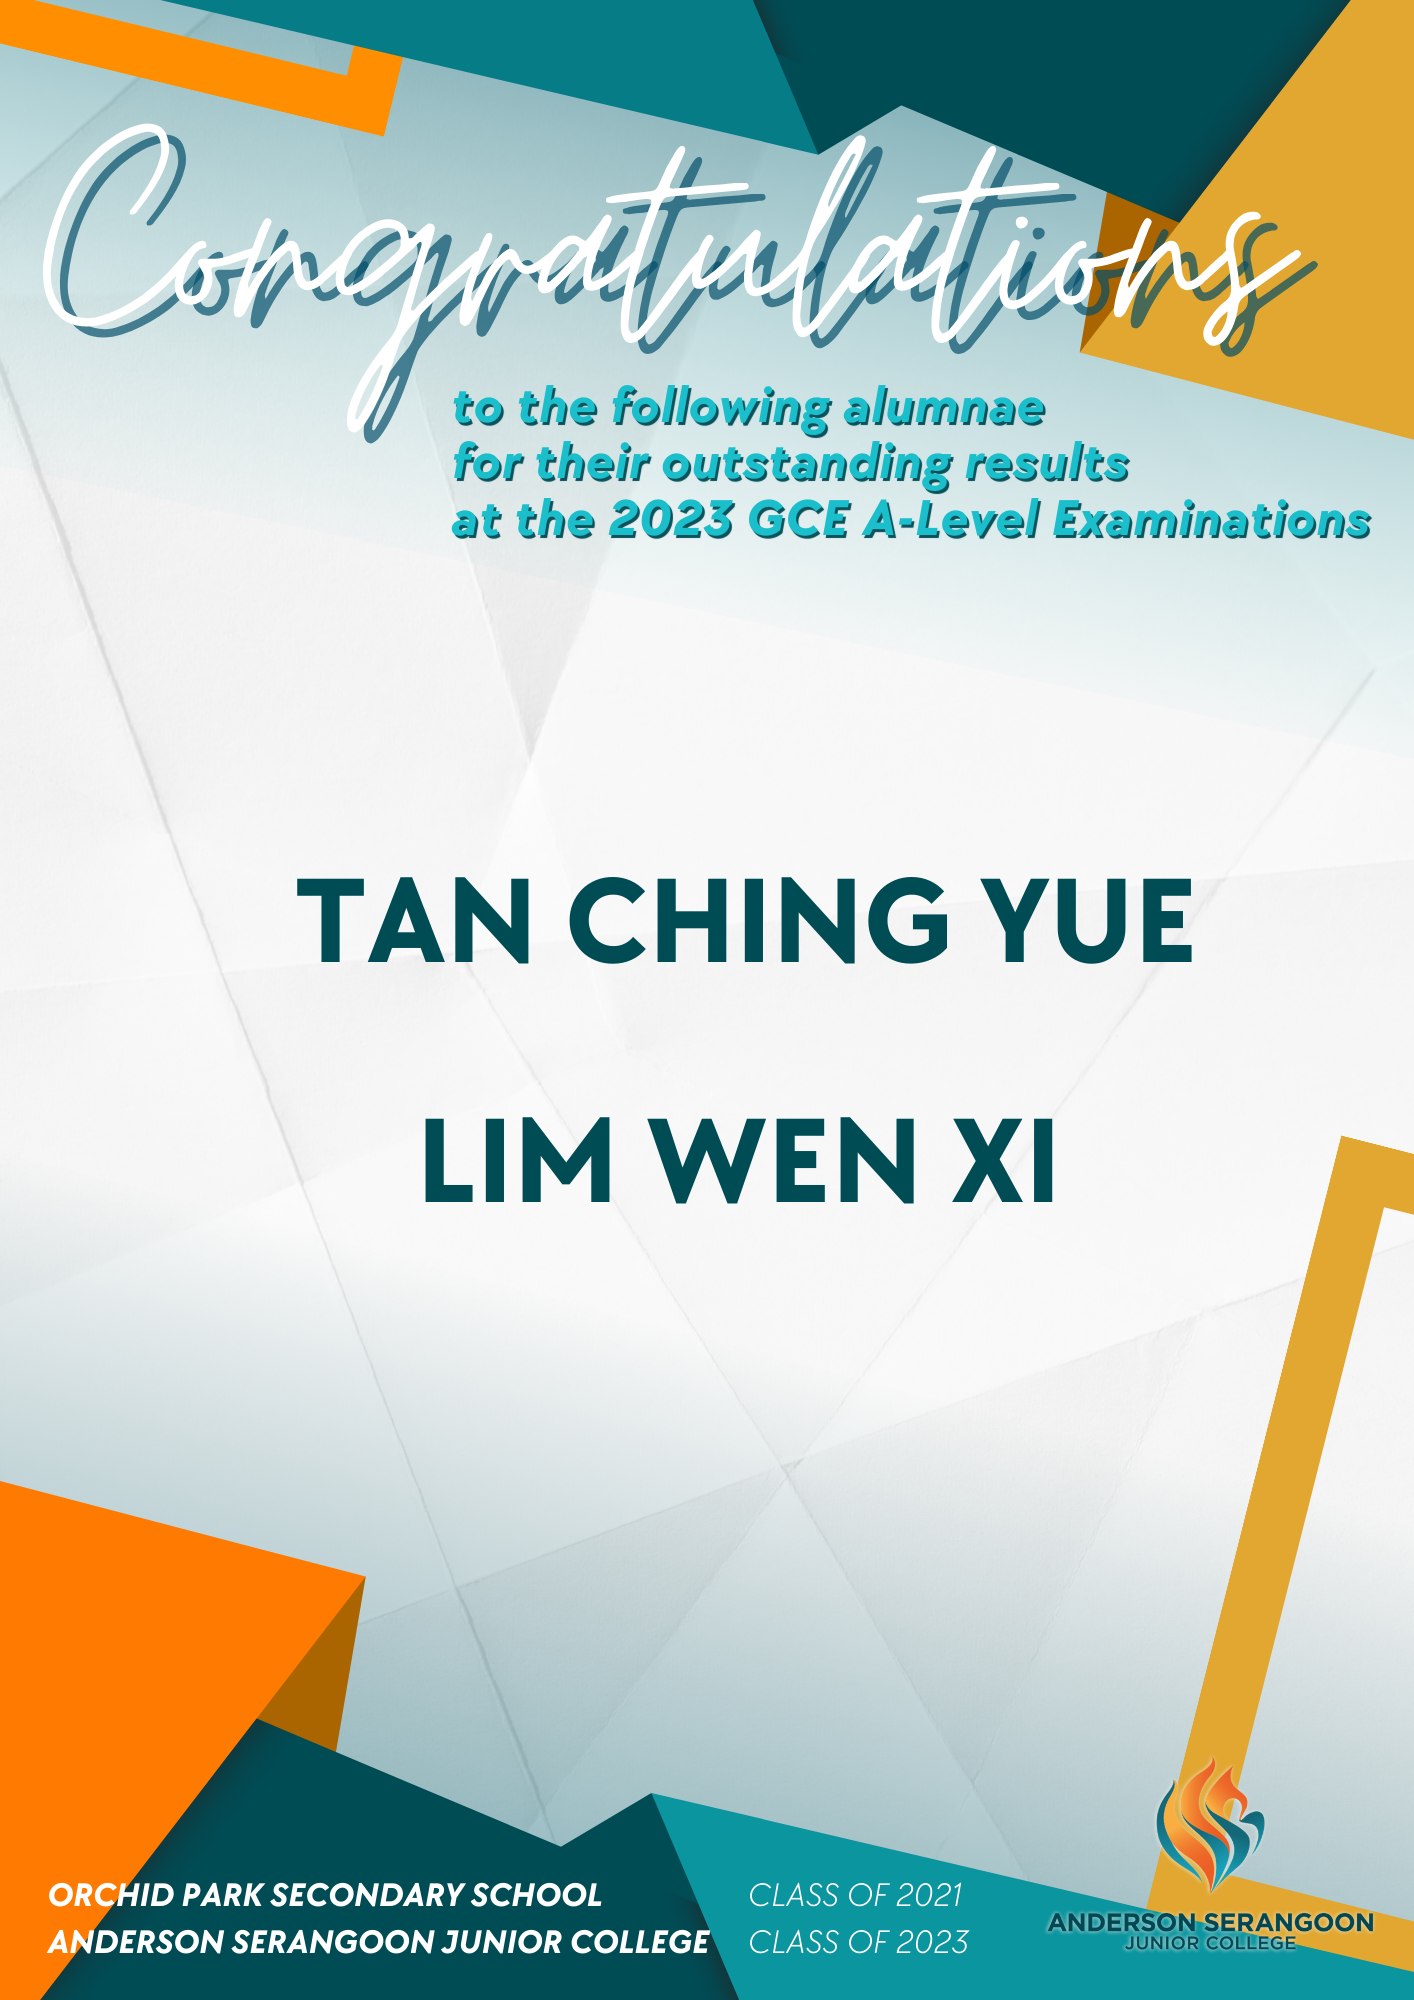 Congratulations
to the following alumnae
for their outstanding results
at the 2023 GCE A-Level Examinations
TAN CHING YUE
LIM WEN XI
ORCHID PARK SECONDARY SCHOOL CLASS OF 2021
ANDERSON SERANGOON JUNIOR COLLEGE CLASS OF 2023
ANDERSON SERANGOON
JUNIOR COLLEGE